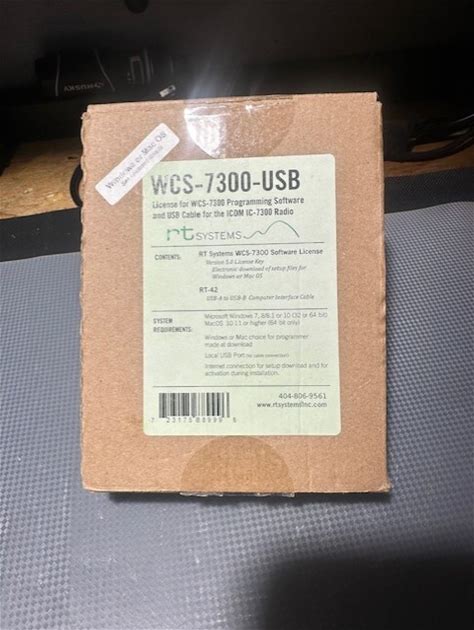 Windows or Mac OS
WCS-7300-USB
License for WCS-7300 Programming Software
and USB Cable for the ICOM IC-7300 Radio
rt SYSTEMS
CONTENTS:
RT Systems WCS-7300 Software License
Version 5.0 License Key
Electronic download of setup files for
Windows or Mac OS
RT-42
USB-A to USB-B Computer Interface Cable
SYSTEM
REQUIREMENTS:
Microsoft Windows 7, 8/8.1 or 10 (32 or 64 bit)
MacOS 10.11 or higher (64 bit only)
Windows or Mac choice for programmer
made at download
Local USB Port (for cable connection)
Internet connection for setup download and for
activation during installation.
404-806-9561
www.rtsystemsinc.com